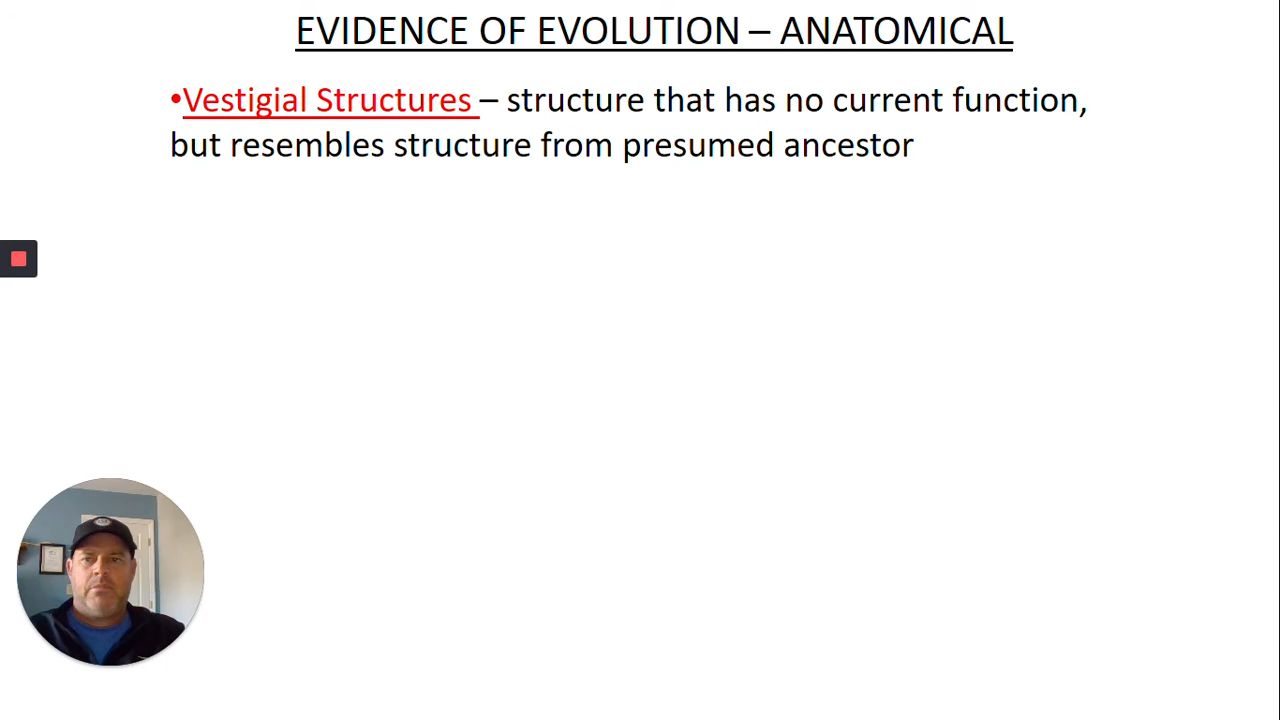 EVIDENCE OF EVOLUTION – ANATOMICAL
•Vestigial Structures – structure that has no current function,
but resembles structure from presumed ancestor